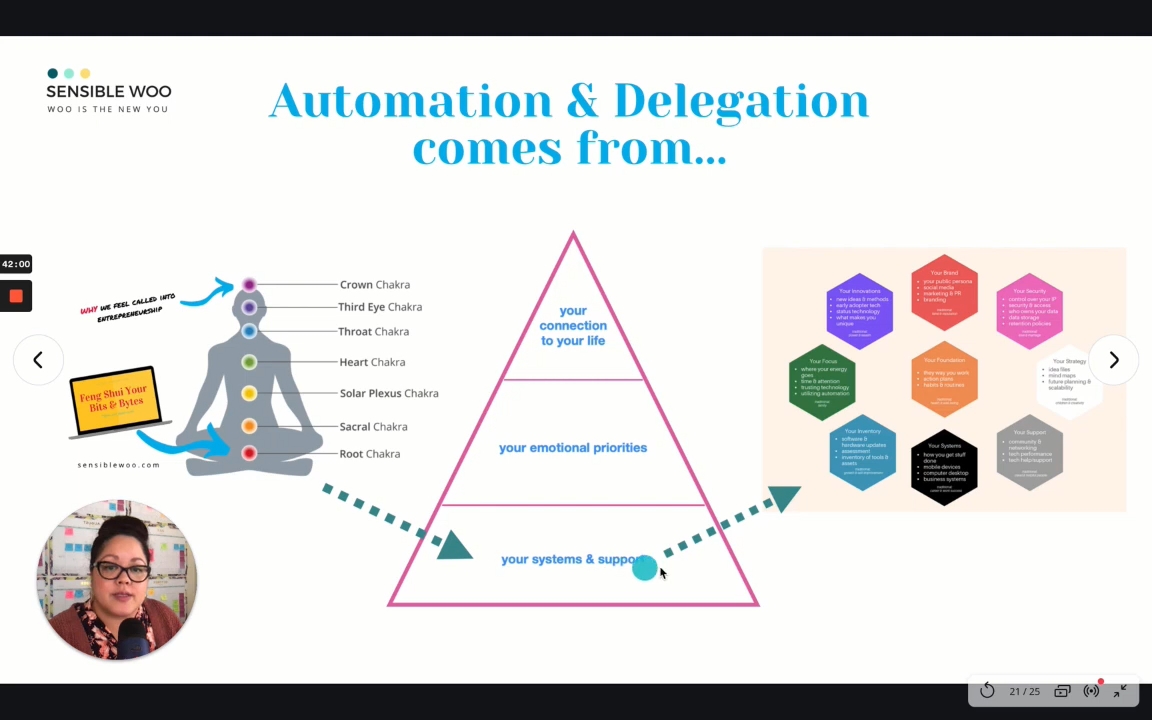 SENSIBLE WOO
WOO IS THE NEW YOU
Automation & Delegation
comes from...
42:00
WHY WE FEEL CALLED INTO
ENTREPRENEURSHIP
Feng Shui Your
Bits & Bytes
sensiblewoo.com
Crown Chakra
Third Eye Chakra
Throat Chakra
Heart Chakra
Solar Plexus Chakra
Sacral Chakra
Root Chakra
your
connection
to your life
your emotional priorities
your systems & support
Your Innovations
new ideas & methods
early adopter tech
status technology
what makes you
unique
Your Brand
your public persona
social media
marketing & PR
branding
Your Security
control over your IP
security & access
who owns your data
data storage
retention policies
Your Focus
where your energy
goes
time & attention
trusting technology
utilizing automation
Your Foundation
they way you work
action plans
habits & routines
Your Strategy
idea files
mind maps
future planning &
scalability
Your Inventory
software &
hardware updates
assessment
inventory of tools &
assets
Your Systems
how you get stuff
done
mobile devices
computer desktop
business systems
Your Support
community &
networking
tech performance
tech help/support
21 / 25